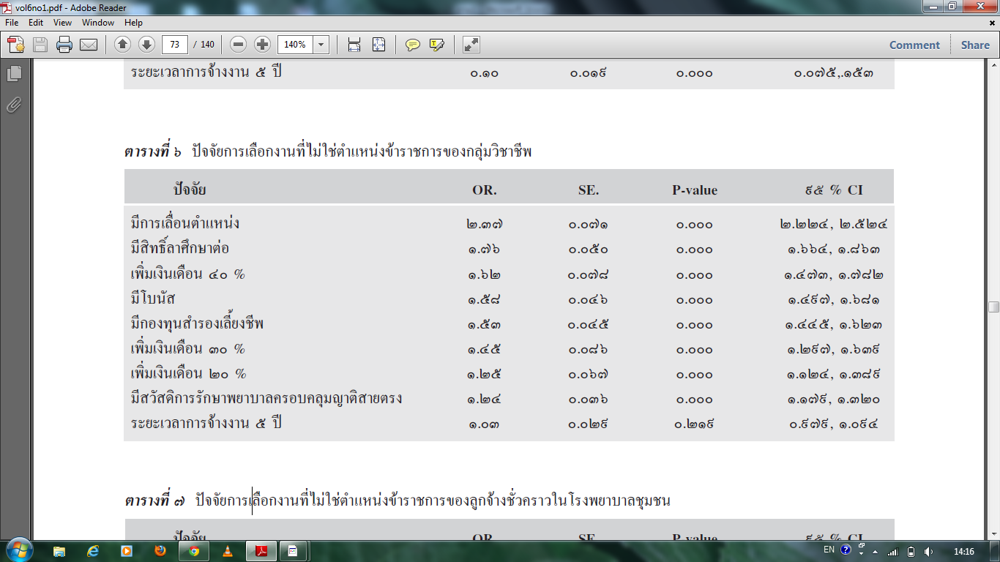 vol6no1.pdf - Adobe Reader
File Edit View Window Help
73 / 140 140% Comment Share
ระยะเวลาการจ้างงาน ๕ ปี ๐.๑๐ ๐.๐๑๙ ๐.๐๐๐ ๐.๐๗๕,.๑๕๓
ตารางที่ ๖ ปัจจัยการเลือกงานที่ไม่ใช่ตำแหน่งข้าราชการของกลุ่มวิชาชีพ
ปัจจัย OR. SE. P-value ๙๕ % CI
มีการเลื่อนตำแหน่ง ๒.๓๗ ๐.๐๗๑ ๐.๐๐๐ ๒.๒๒๔, ๒.๕๒๔
มีสิทธิ์ลาศึกษาต่อ ๑.๗๖ ๐.๐๕๐ ๐.๐๐๐ ๑.๖๖๔, ๑.๘๖๓
เพิ่มเงินเดือน ๔๐ % ๑.๖๒ ๐.๐๗๘ ๐.๐๐๐ ๑.๔๗๓, ๑.๗๘๒
มีโบนัส ๑.๕๘ ๐.๐๔๖ ๐.๐๐๐ ๑.๔๙๗, ๑.๖๘๑
มีกองทุนสำรองเลี้ยงชีพ ๑.๕๓ ๐.๐๔๕ ๐.๐๐๐ ๑.๔๔๕, ๑.๖๒๓
เพิ่มเงินเดือน ๓๐ % ๑.๔๕ ๐.๐๘๖ ๐.๐๐๐ ๑.๒๙๗, ๑.๖๓๙
เพิ่มเงินเดือน ๒๐ % ๑.๒๕ ๐.๐๖๗ ๐.๐๐๐ ๑.๑๒๔, ๑.๓๘๙
มีสวัสดิการรักษาพยาบาลครอบคลุมญาติสายตรง ๑.๒๔ ๐.๐๓๖ ๐.๐๐๐ ๑.๑๗๙, ๑.๓๒๐
ระยะเวลาการจ้างงาน ๕ ปี ๑.๐๓ ๐.๐๒๙ ๐.๒๑๙ ๐.๙๗๙, ๑.๐๙๔
ตารางที่ ๗ ปัจจัยการเลือกงานที่ไม่ใช่ตำแหน่งข้าราชการของลูกจ้างชั่วคราวในโรงพยาบาลชุมชน
ปัจจัย OR. SE. P-value ๙๕ % CI
EN 14:16